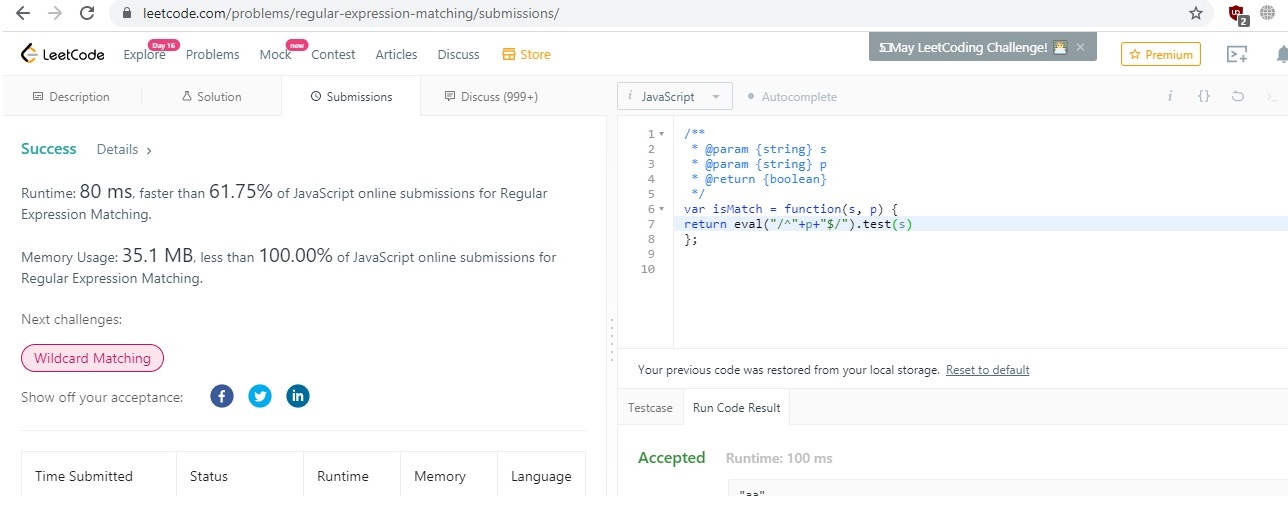 leetcode.com/problems/regular-expression-matching/submissions/
2
LeetCode Explore Day 16 Problems Mock new Contest Articles Discuss Store
May LeetCoding Challenge! ×
Premium
Description Solution Submissions Discuss (999+)
i JavaScript Autocomplete i {}
Success Details >
Runtime: 80 ms, faster than 61.75% of JavaScript online submissions for Regular
Expression Matching.
Memory Usage: 35.1 MB, less than 100.00% of JavaScript online submissions for
Regular Expression Matching.
Next challenges:
Wildcard Matching
Show off your acceptance: f in
Time Submitted Status Runtime Memory Language
1 /**
2 * @param {string} s
3 * @param {string} p
4 * @return {boolean}
5 */
6 var isMatch = function(s, p) {
7 return eval("/^"+p+"$/").test(s)
8 };
9
10
Your previous code was restored from your local storage. Reset to default
Testcase Run Code Result
Accepted Runtime: 100 ms